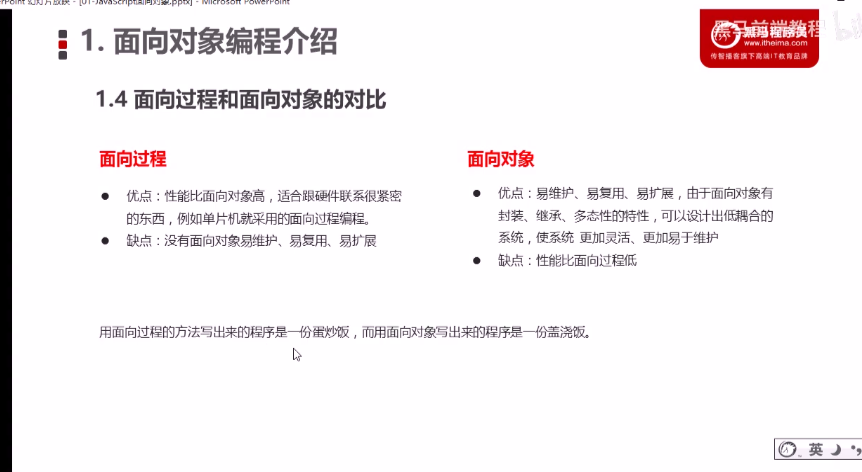 幻灯片放映 - [01-JavaScript面向对象.pptx] - Microsoft PowerPoint
1. 面向对象编程介绍
黑马前端教程
www.itheima.com
传智播客旗下高端IT教育品牌
1.4 面向过程和面向对象的对比
面向过程
● 优点：性能比面向对象高，适合跟硬件联系很紧密
的东西，例如单片机就采用的面向过程编程。
● 缺点：没有面向对象易维护、易复用、易扩展
面向对象
● 优点：易维护、易复用、易扩展，由于面向对象有
封装、继承、多态性的特性，可以设计出低耦合的
系统，使系统 更加灵活、更加易于维护
● 缺点：性能比面向过程低
用面向过程的方法写出来的程序是一份蛋炒饭，而用面向对象写出来的程序是一份盖浇饭。
英